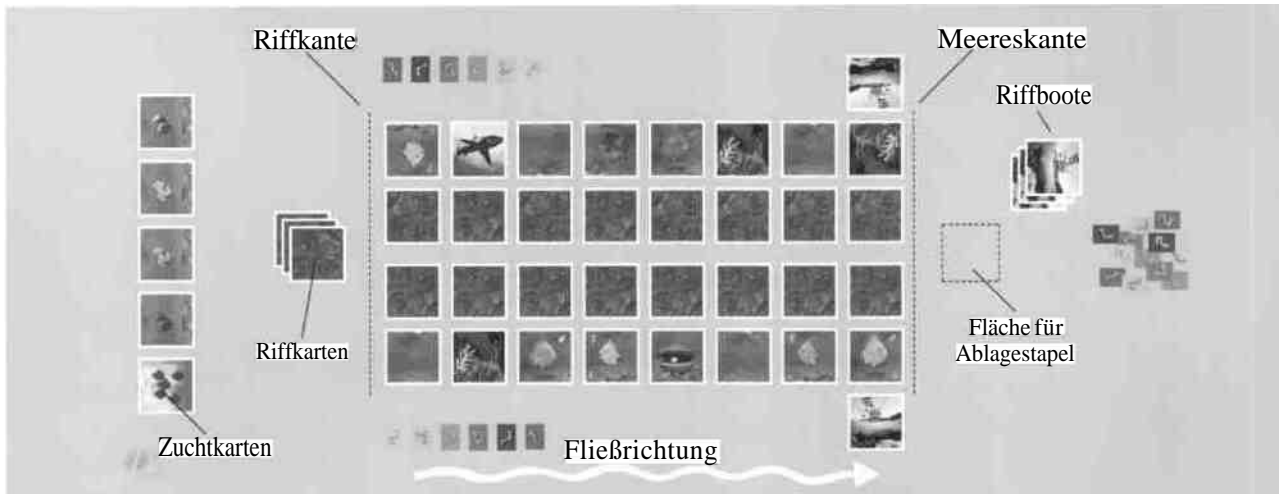 Riffkante
Meereskante
Riffboote
Riffkarten
Fläche für
Ablagestapel
Zuchtkarten
Fließrichtung